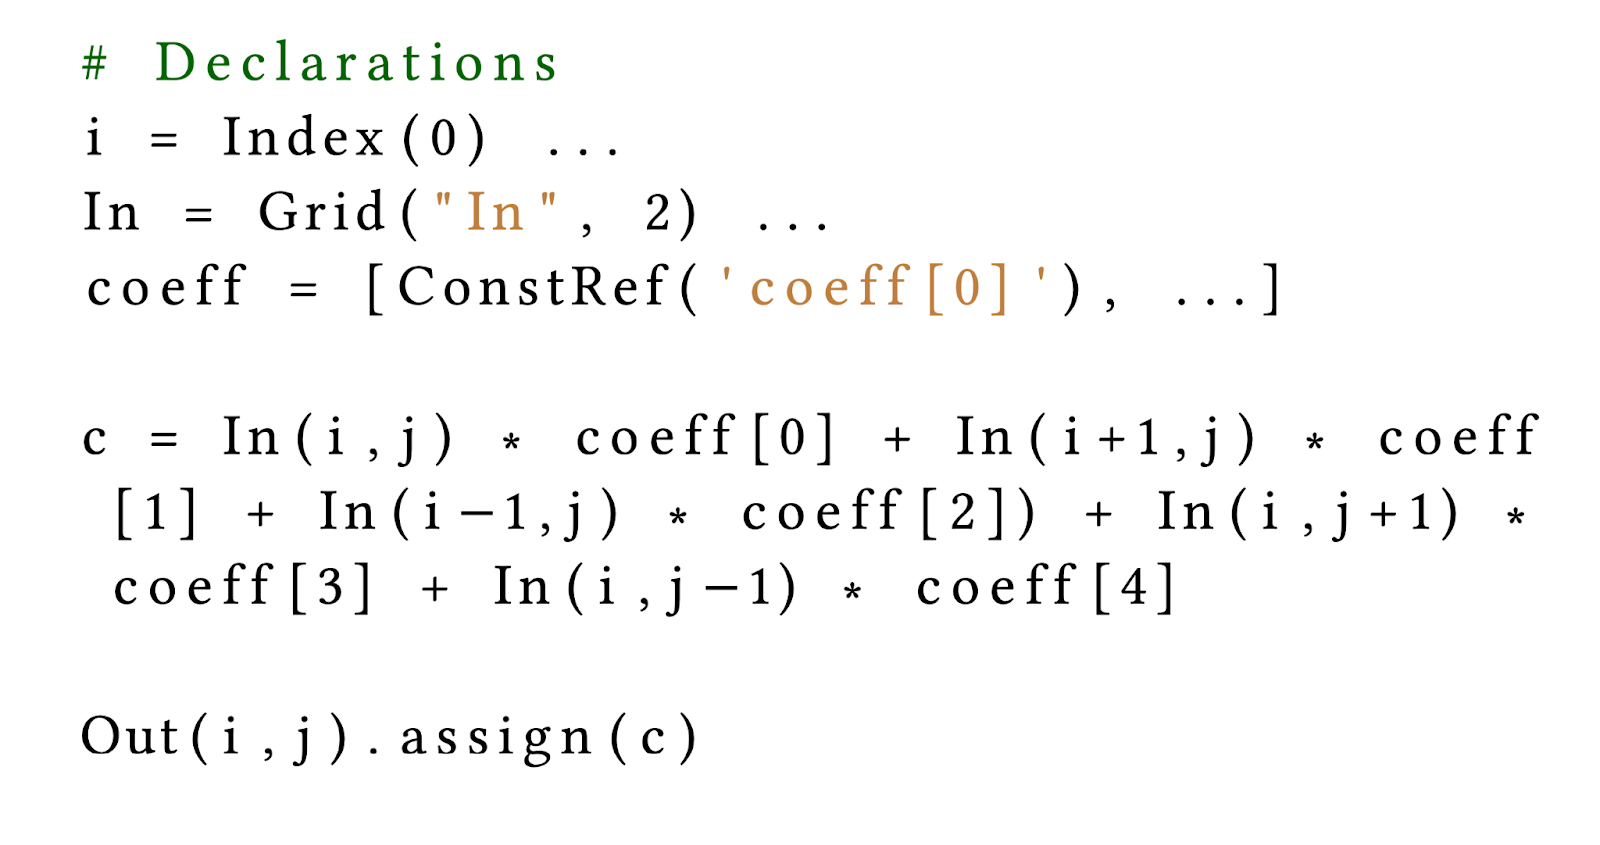 # Declarations
i = Index(0) ...
In = Grid("In", 2) ...
coeff = [ConstRef('coeff[0]'), ...]
c = In(i,j) * coeff[0] + In(i+1,j) * coeff
[1] + In(i−1,j) * coeff[2]) + In(i,j+1) *
coeff[3] + In(i,j−1) * coeff[4]
Out(i,j).assign(c)